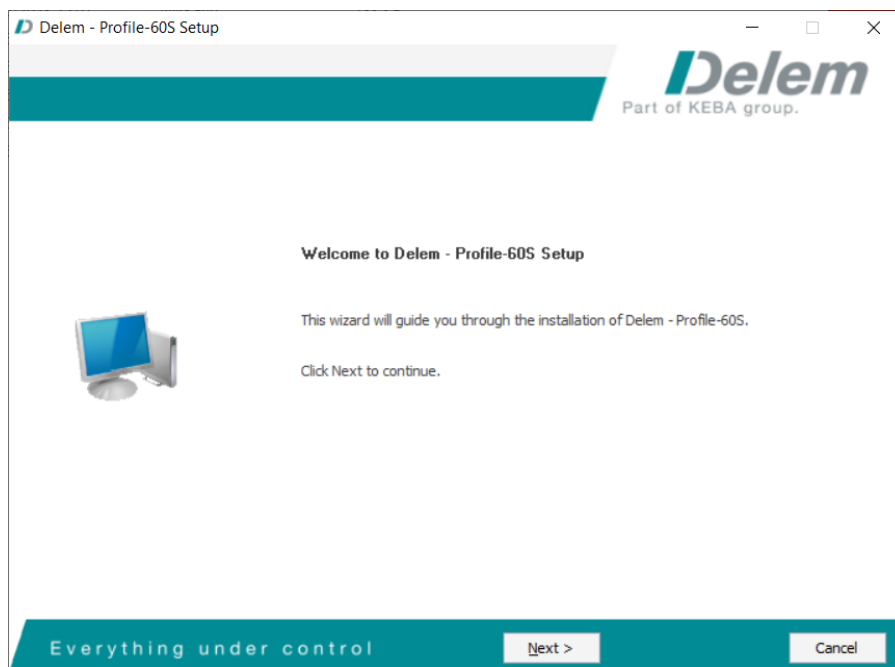 Delem - Profile-60S Setup
Delem
Part of KEBA group.
Welcome to Delem - Profile-60S Setup
This wizard will guide you through the installation of Delem - Profile-60S.
Click Next to continue.
Everything under control
Next >
Cancel